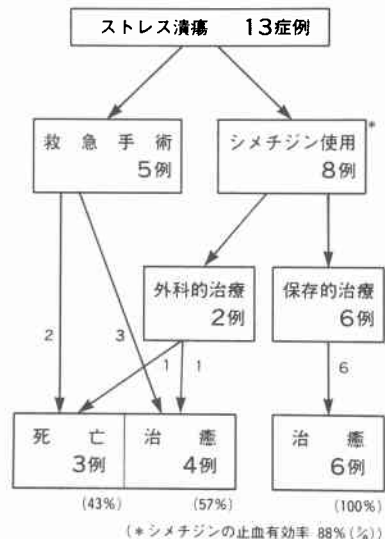 ストレス潰瘍 13症例
救急手術
5例
シメチジン使用*
8例
外科的治療
2例
保存的治療
6例
2
3
1
1
6
死亡
3例
治癒
4例
治癒
6例
(43%)
(57%)
(100%)
(*シメチジンの止血有効率 88%(⅞))